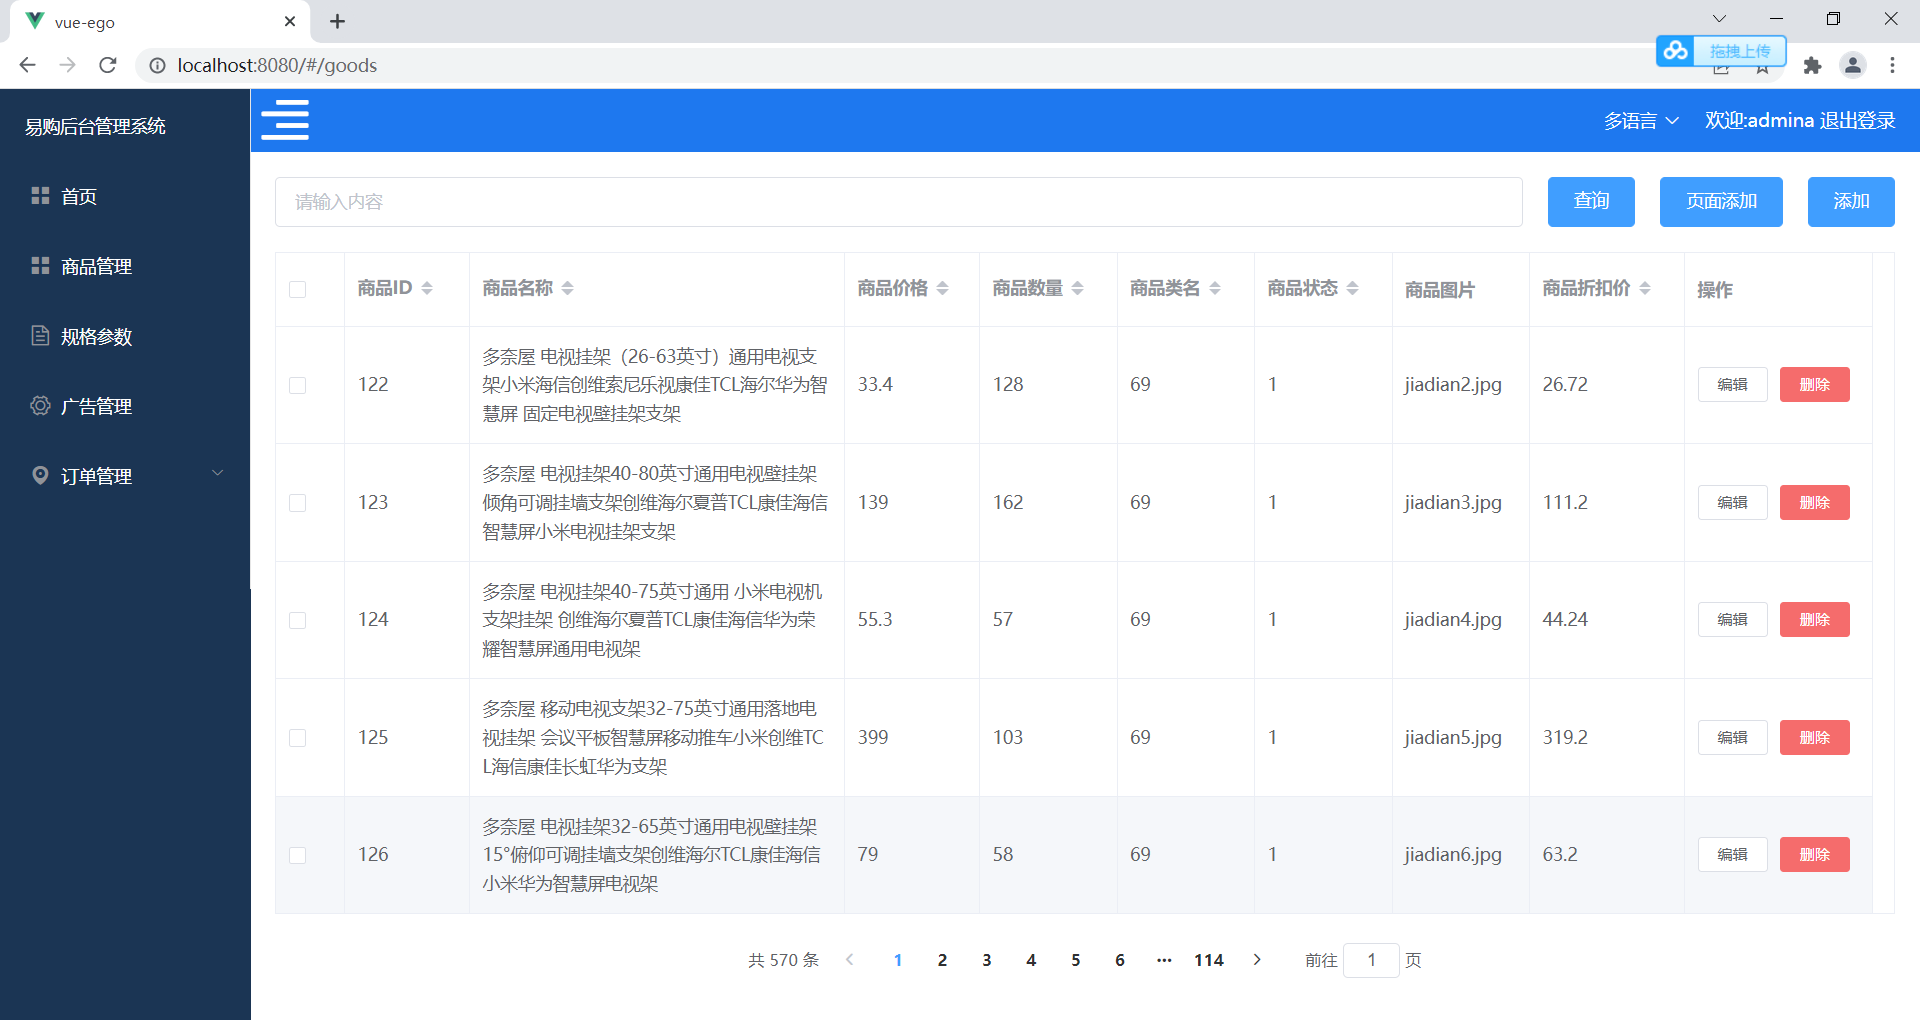 vue-ego
localhost:8080/#/goods
拖拽上传
易购后台管理系统
多语言
欢迎:admina 退出登录
首页
商品管理
规格参数
广告管理
订单管理
请输入内容
查询
页面添加
添加
商品ID 商品名称 商品价格 商品数量 商品类名 商品状态 商品图片 商品折扣价 操作
多奈屋 电视挂架（26-63英寸）通用电视支
122 架小米海信创维索尼乐视康佳TCL海尔华为智 33.4 128 69 1 jiadian2.jpg 26.72 编辑 删除
慧屏 固定电视壁挂架支架
多奈屋 电视挂架40-80英寸通用电视壁挂架
123 倾角可调挂墙支架创维海尔夏普TCL康佳海信 139 162 69 1 jiadian3.jpg 111.2 编辑 删除
智慧屏小米电视挂架支架
多奈屋 电视挂架40-75英寸通用 小米电视机
124 支架挂架 创维海尔夏普TCL康佳海信华为荣 55.3 57 69 1 jiadian4.jpg 44.24 编辑 删除
耀智慧屏通用电视架
多奈屋 移动电视支架32-75英寸通用落地电
125 视挂架 会议平板智慧屏移动推车小米创维TC 399 103 69 1 jiadian5.jpg 319.2 编辑 删除
L海信康佳长虹华为支架
多奈屋 电视挂架32-65英寸通用电视壁挂架
126 15°俯仰可调挂墙支架创维海尔TCL康佳海信 79 58 69 1 jiadian6.jpg 63.2 编辑 删除
小米华为智慧屏电视架
共 570 条 1 2 3 4 5 6 ··· 114 前往 1 页